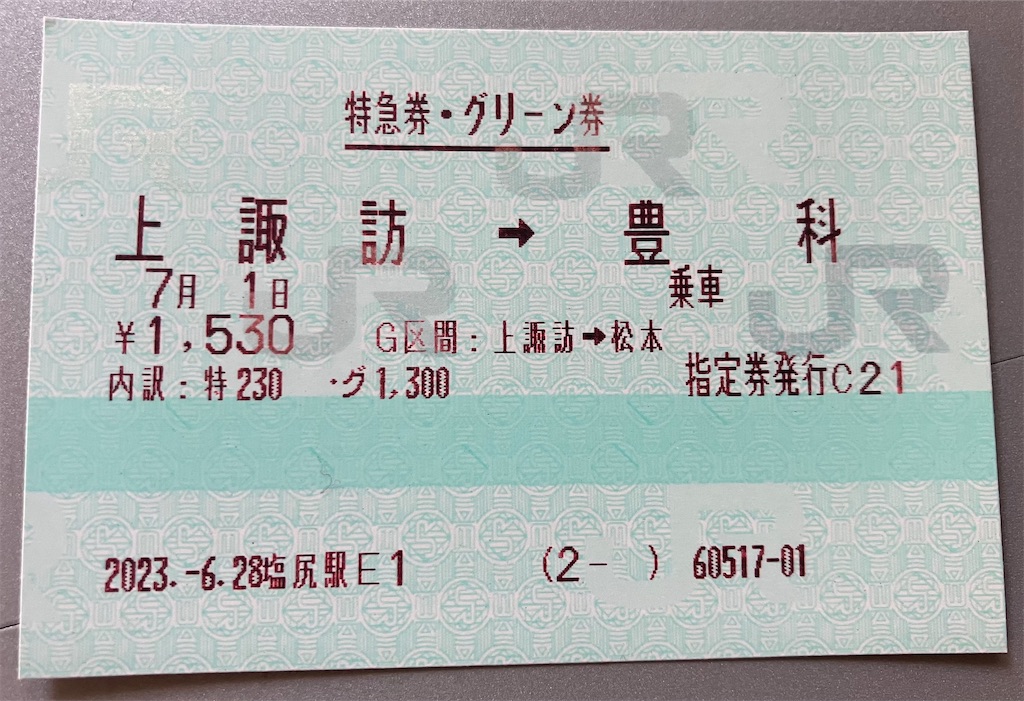 特急券・グリーン券
上諏訪➡豊科
7月 1日 乗車
¥1,530 G区間：上諏訪➡松本
内訳：特230 ・グ1,300 指定券発行C21
2023.-6.28塩尻駅E1 (2- ) 60517-01